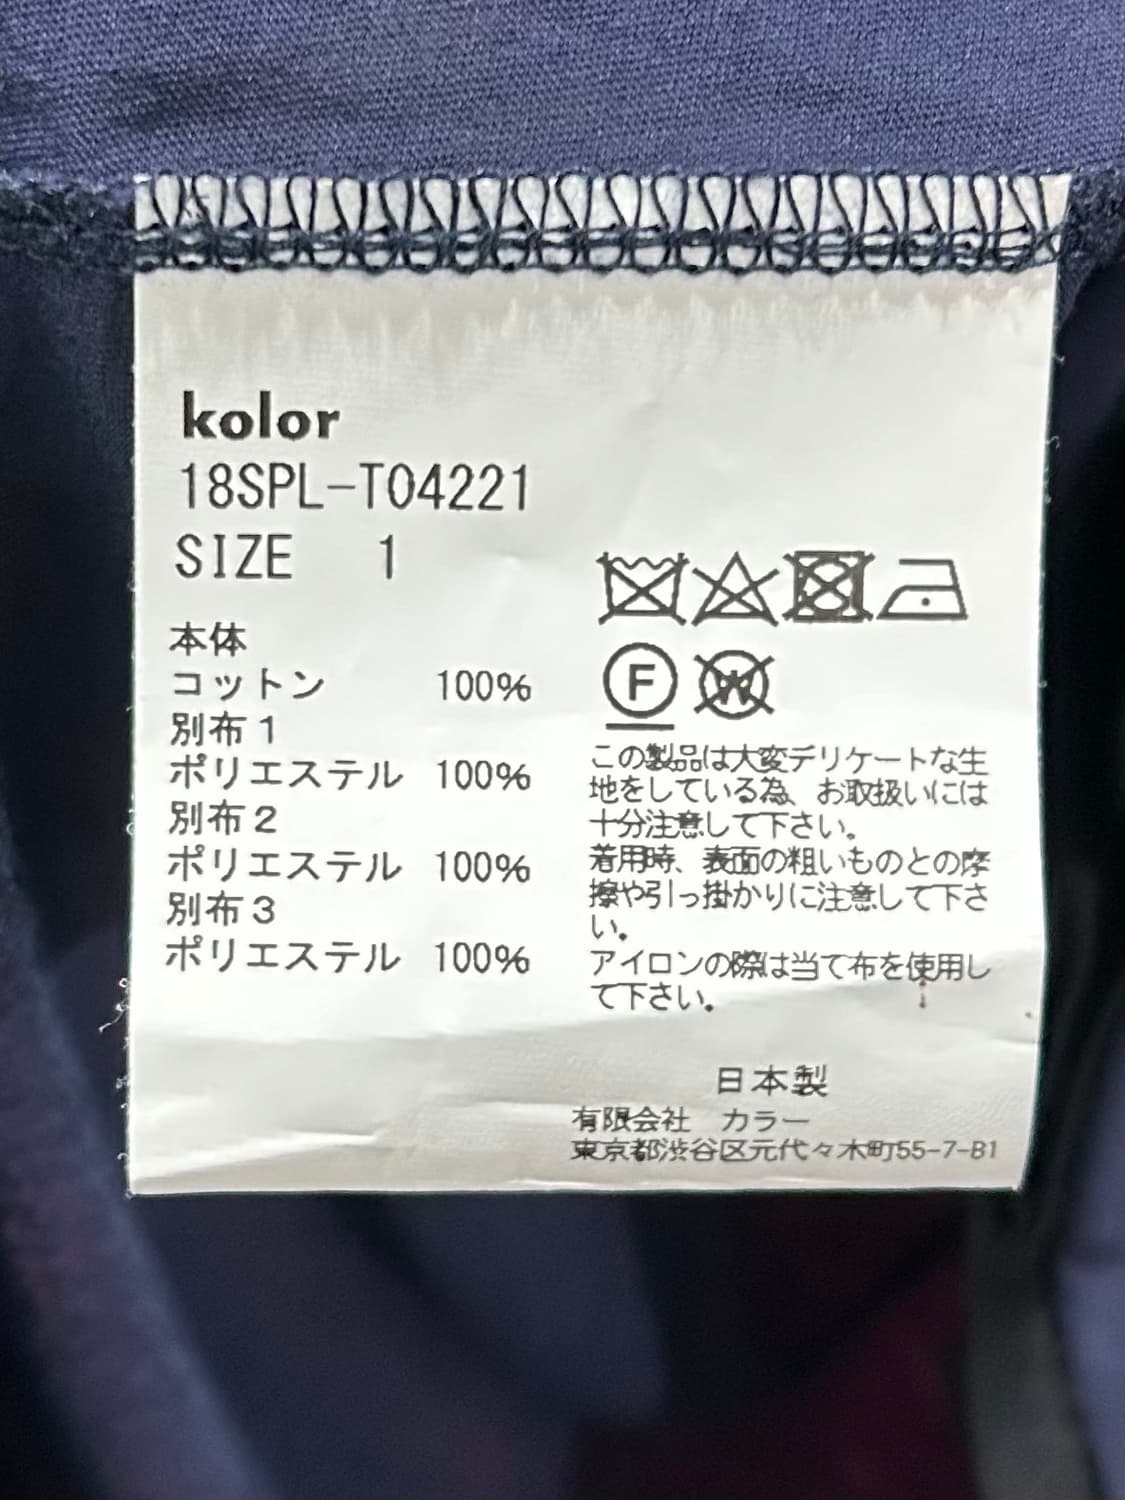 kolor
18SPL-T04221
SIZE 1
本体
コットン 100%
別布1
ポリエステル 100%
別布2
ポリエステル 100%
別布3
ポリエステル 100%
F
W
この製品は大変デリケートな生
地をしている為、お取扱いには
十分注意して下さい。
着用時、表面の粗いものとの摩
擦や引っ掛かりに注意して下さ
い。
アイロンの際は当て布を使用し
て下さい。
日本製
有限会社 カラー
東京都渋谷区元代々木町55-7-B1